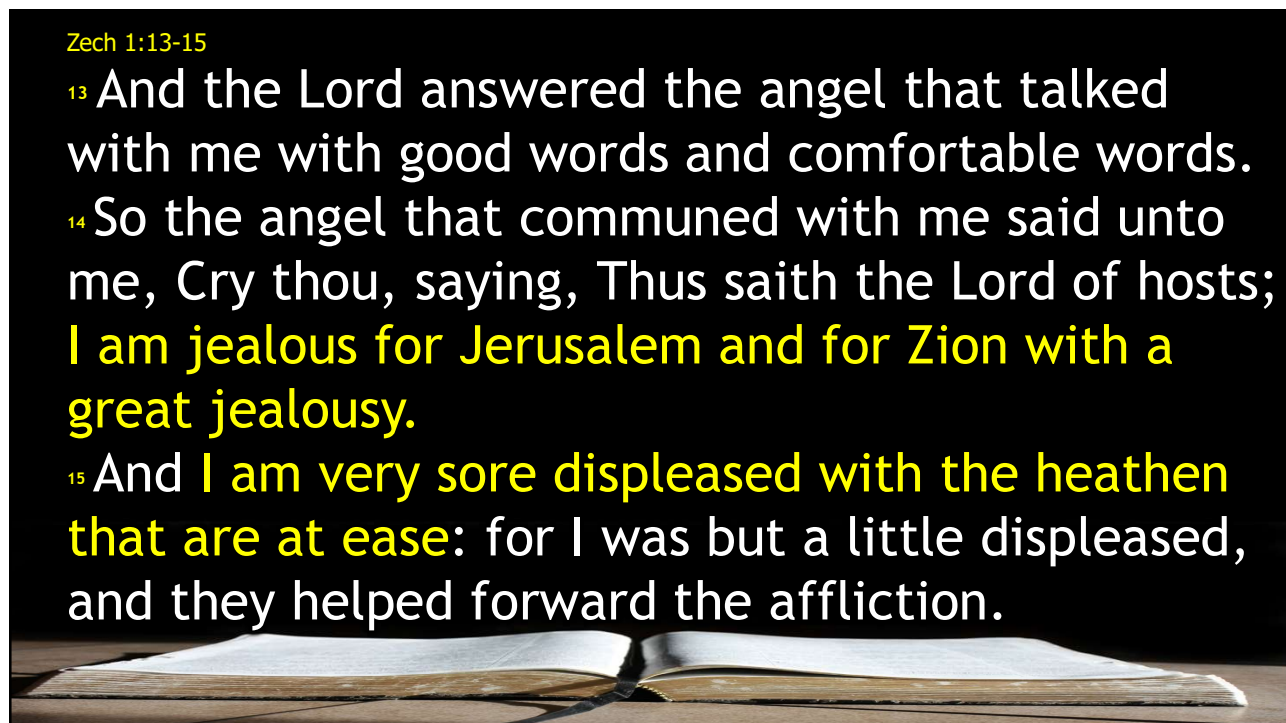 Zech 1:13-15
13 And the Lord answered the angel that talked
with me with good words and comfortable words.
14 So the angel that communed with me said unto
me, Cry thou, saying, Thus saith the Lord of hosts;
I am jealous for Jerusalem and for Zion with a
great jealousy.
15 And I am very sore displeased with the heathen
that are at ease: for I was but a little displeased,
and they helped forward the affliction.